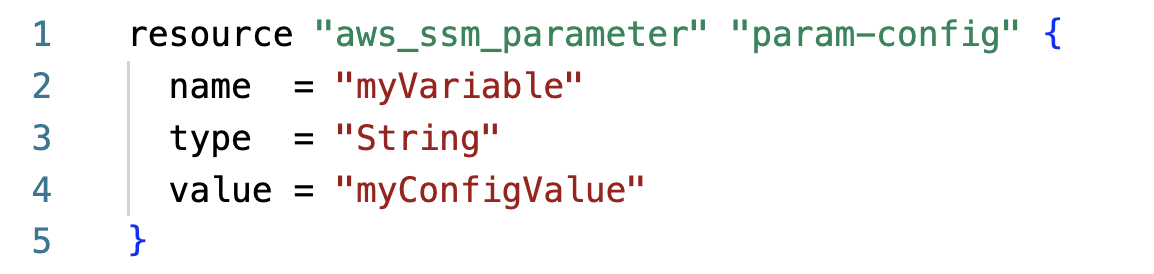 1 resource "aws_ssm_parameter" "param-config" {
2   name  = "myVariable"
3   type  = "String"
4   value = "myConfigValue"
5 }